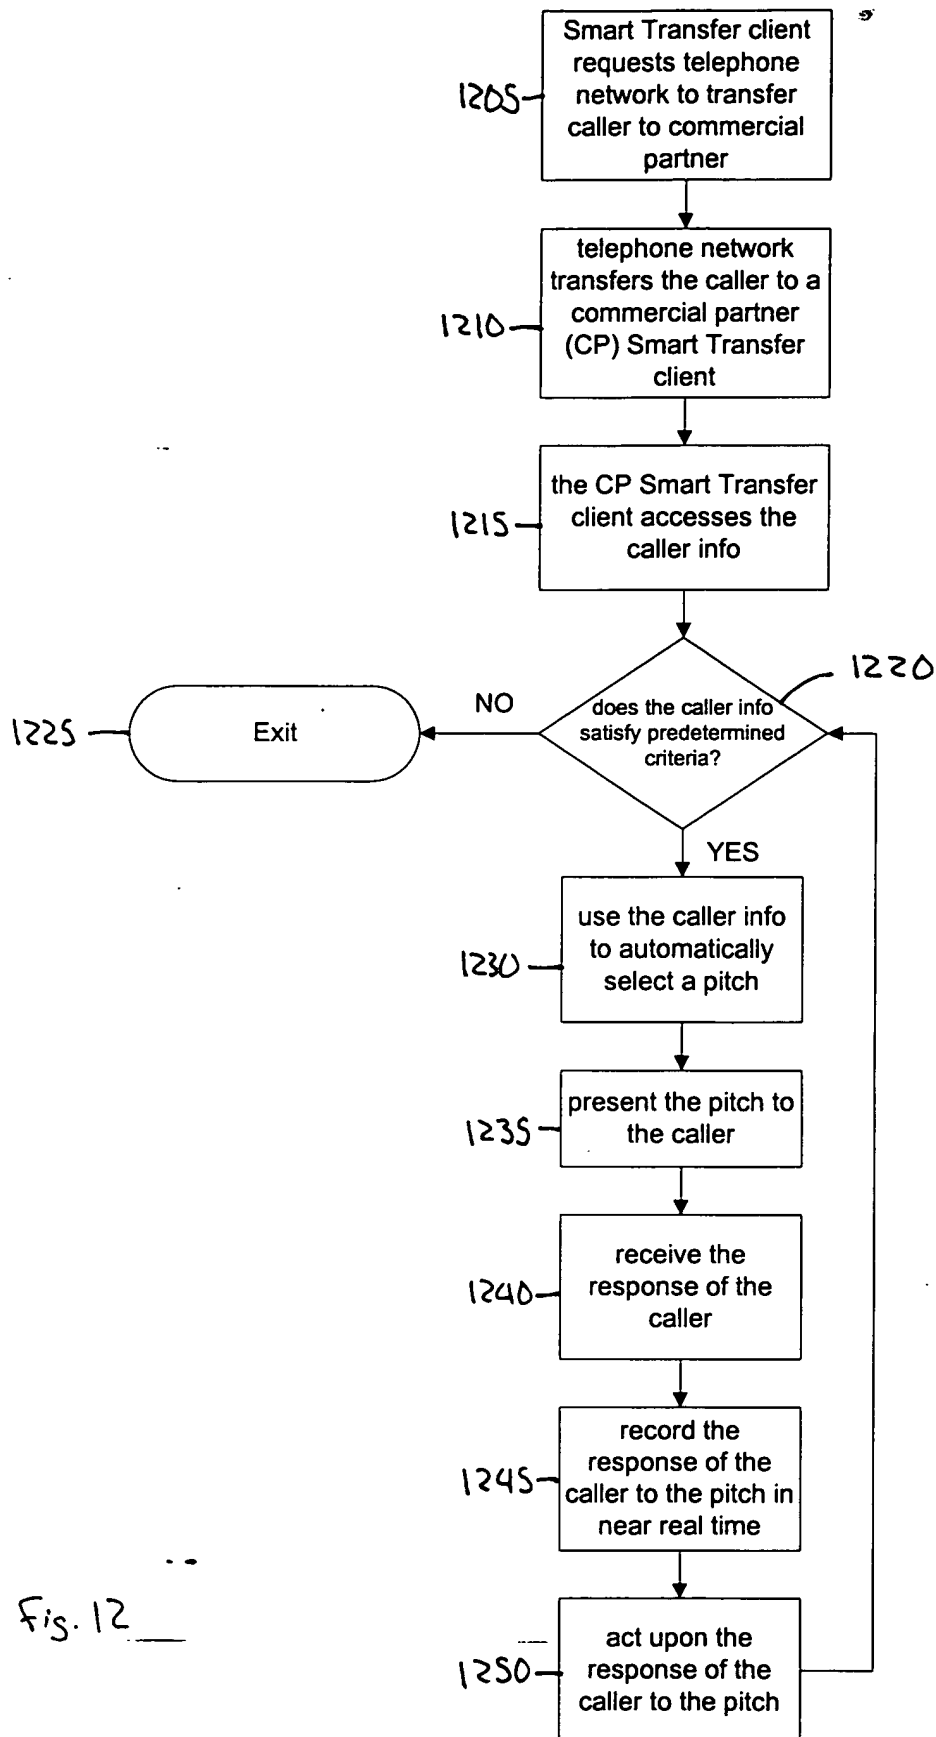 Smart Transfer client
requests telephone
network to transfer
caller to commercial
partner
1205
telephone network
transfers the caller to a
commercial partner
(CP) Smart Transfer
client
1210
the CP Smart Transfer
client accesses the
caller info
1215
1220
does the caller info
satisfy predetermined
criteria?
NO
Exit
1225
YES
use the caller info
to automatically
select a pitch
1230
present the pitch to
the caller
1235
receive the
response of the
caller
1240
record the
response of the
caller to the pitch in
near real time
1245
act upon the
response of the
caller to the pitch
1250
Fig. 12